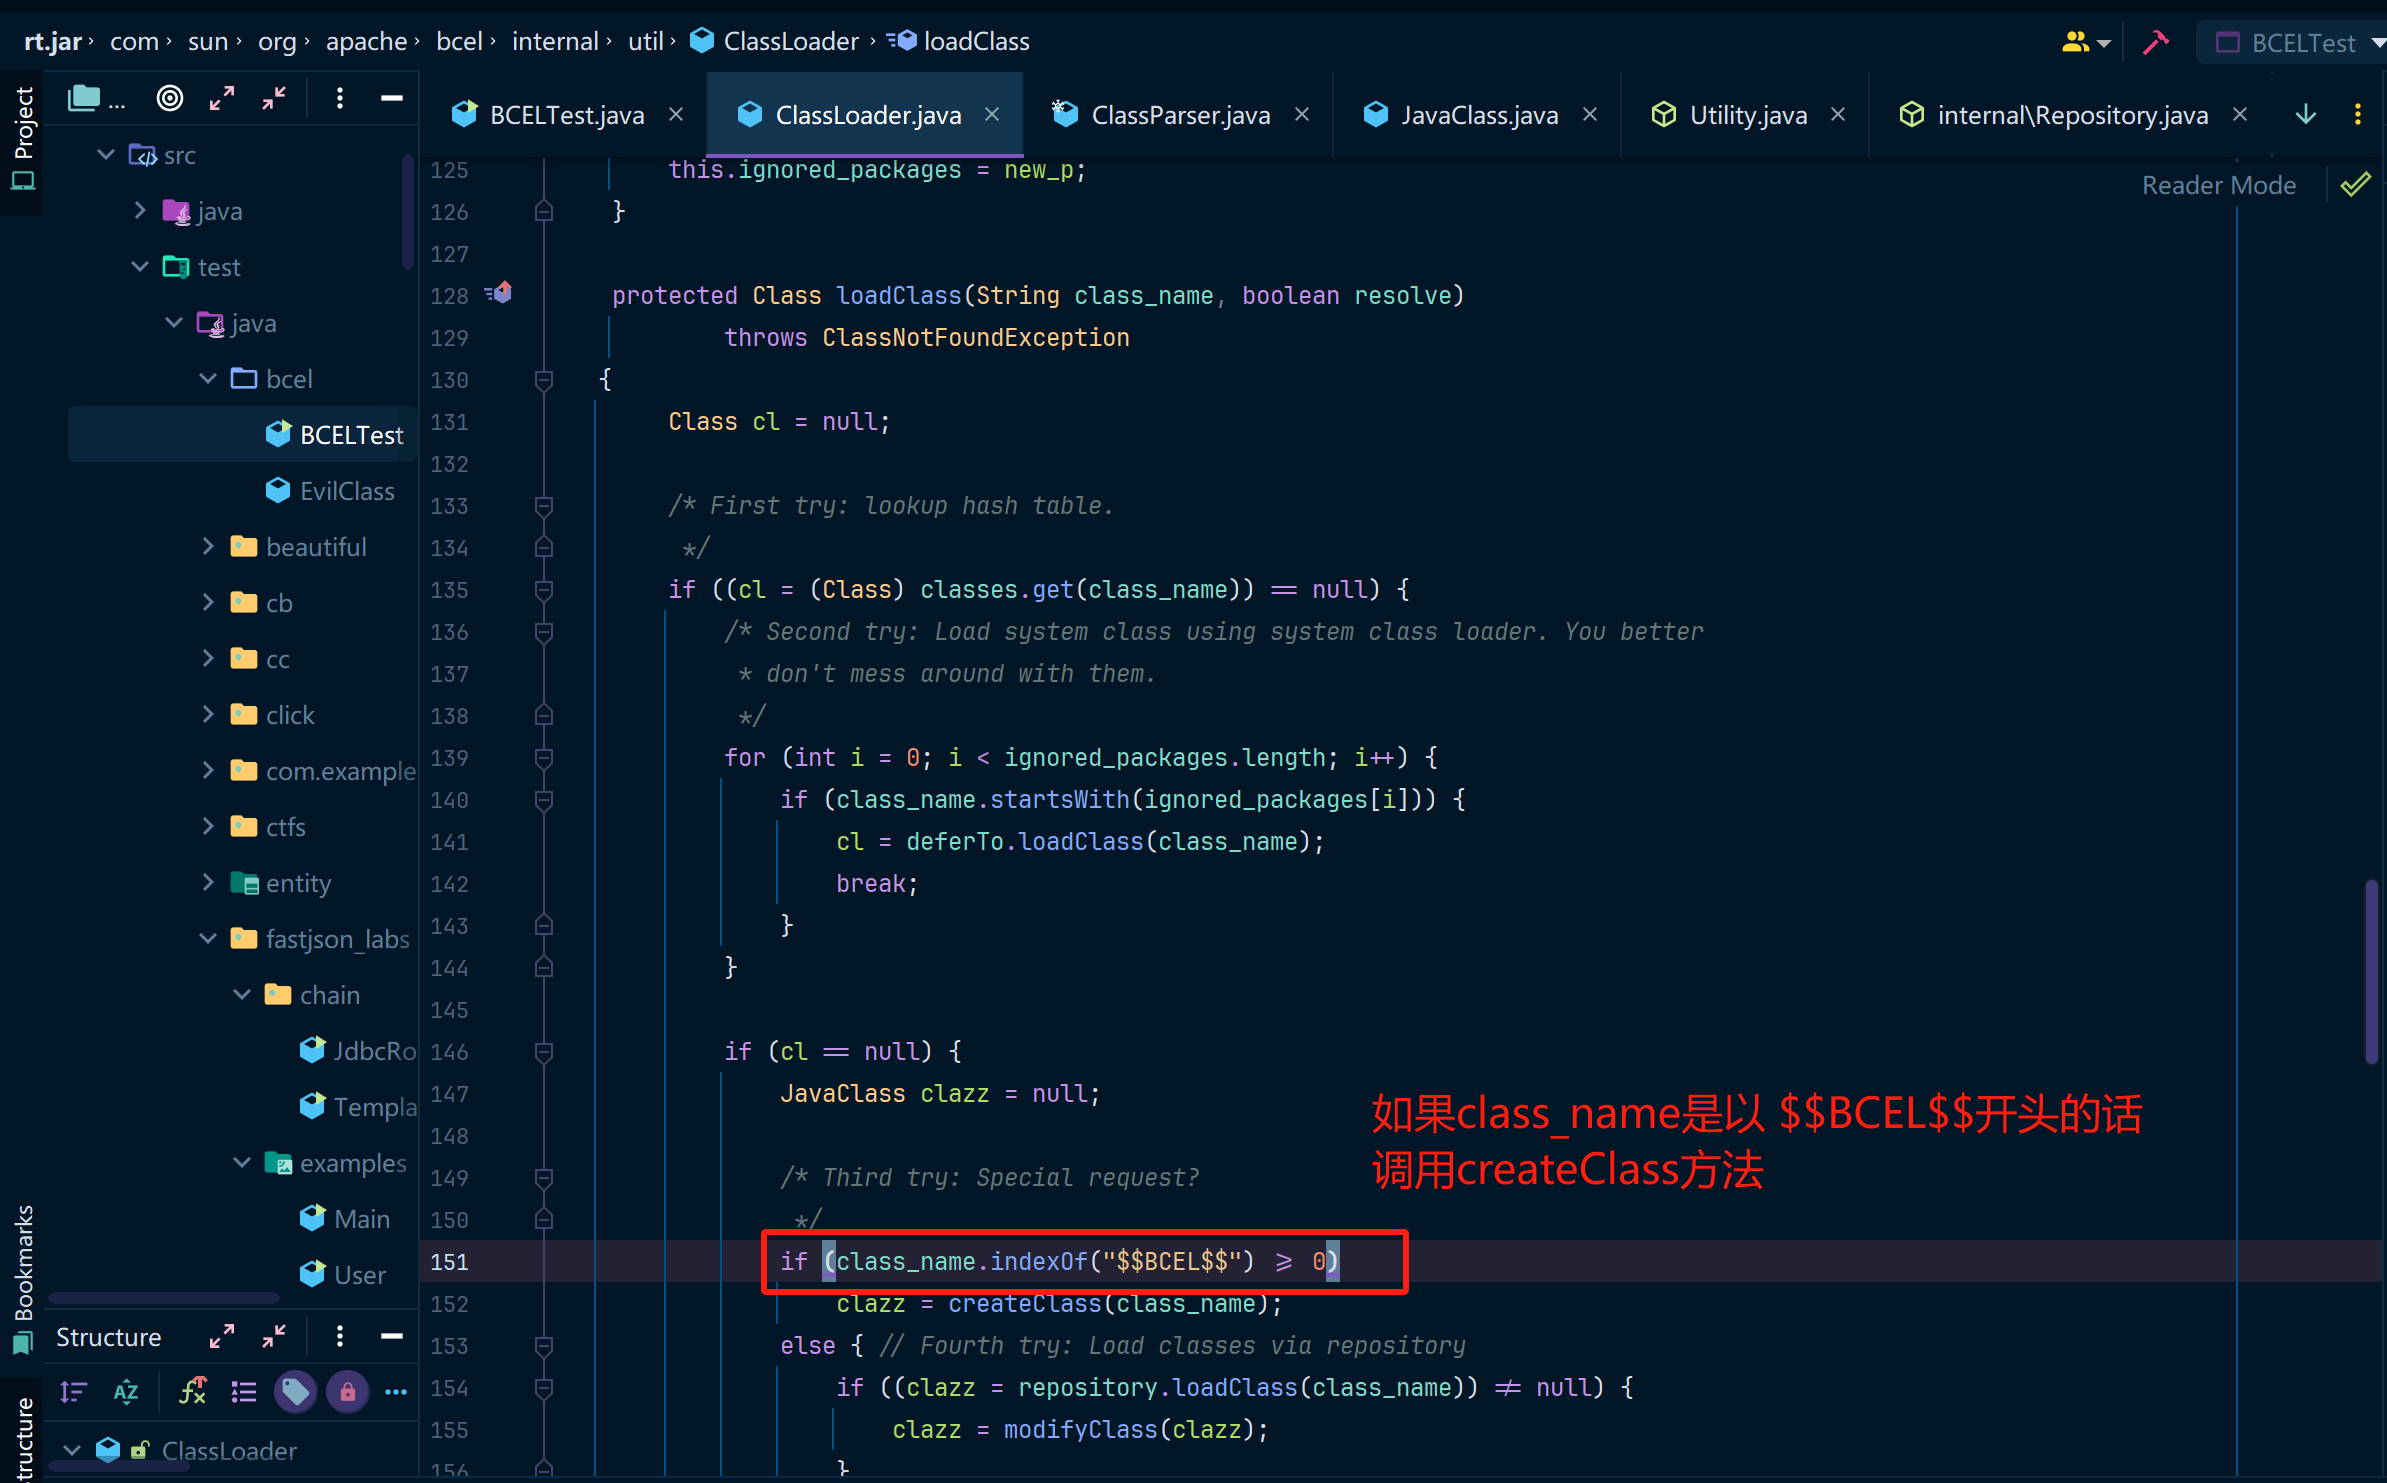 rt.jar › com › sun › org › apache › bcel › internal › util › ClassLoader › loadClass
BCELTest
Project
...
BCELTest.java
ClassLoader.java
ClassParser.java
JavaClass.java
Utility.java
internal\Repository.java
Reader Mode
src
java
test
java
bcel
BCELTest
EvilClass
beautiful
cb
cc
click
com.example
ctfs
entity
fastjson_labs
chain
JdbcRo
Templa
examples
Main
User
Bookmarks
Structure
ClassLoader
Structure
125 this.ignored_packages = new_p;
126 }
127
128 protected Class loadClass(String class_name, boolean resolve)
129 throws ClassNotFoundException
130 {
131 Class cl = null;
132
133 /* First try: lookup hash table.
134 */
135 if ((cl = (Class) classes.get(class_name)) == null) {
136 /* Second try: Load system class using system class loader. You better
137 * don't mess around with them.
138 */
139 for (int i = 0; i < ignored_packages.length; i++) {
140 if (class_name.startsWith(ignored_packages[i])) {
141 cl = deferTo.loadClass(class_name);
142 break;
143 }
144 }
145
146 if (cl == null) {
147 JavaClass clazz = null;
148
149 /* Third try: Special request?
150 */
151 if (class_name.indexOf("$$BCEL$$") >= 0)
152 clazz = createClass(class_name);
153 else { // Fourth try: Load classes via repository
154 if ((clazz = repository.loadClass(class_name)) != null) {
155 clazz = modifyClass(clazz);
156 }
如果class_name是以 $$BCEL$$开头的话
调用createClass方法